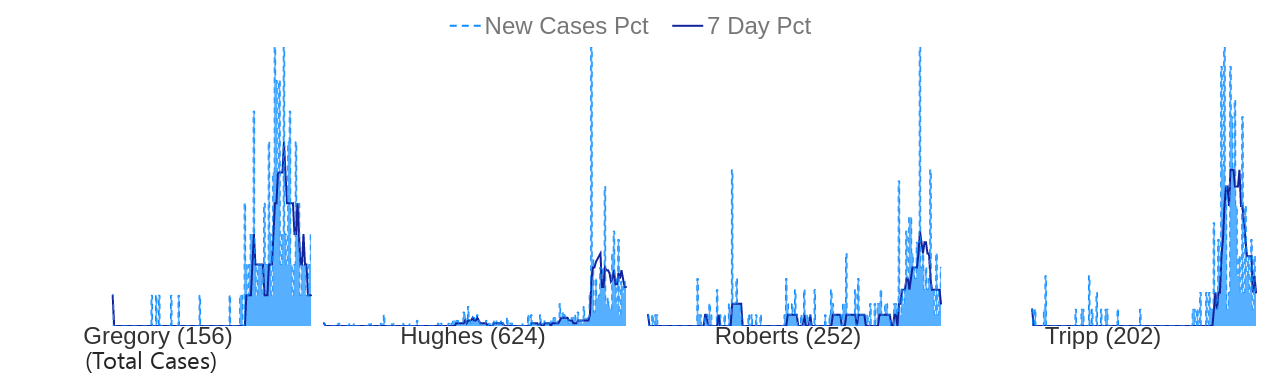 New Cases Pct 7 Day Pct
Gregory (156) Hughes (624) Roberts (252) Tripp (202)
(Total Cases)